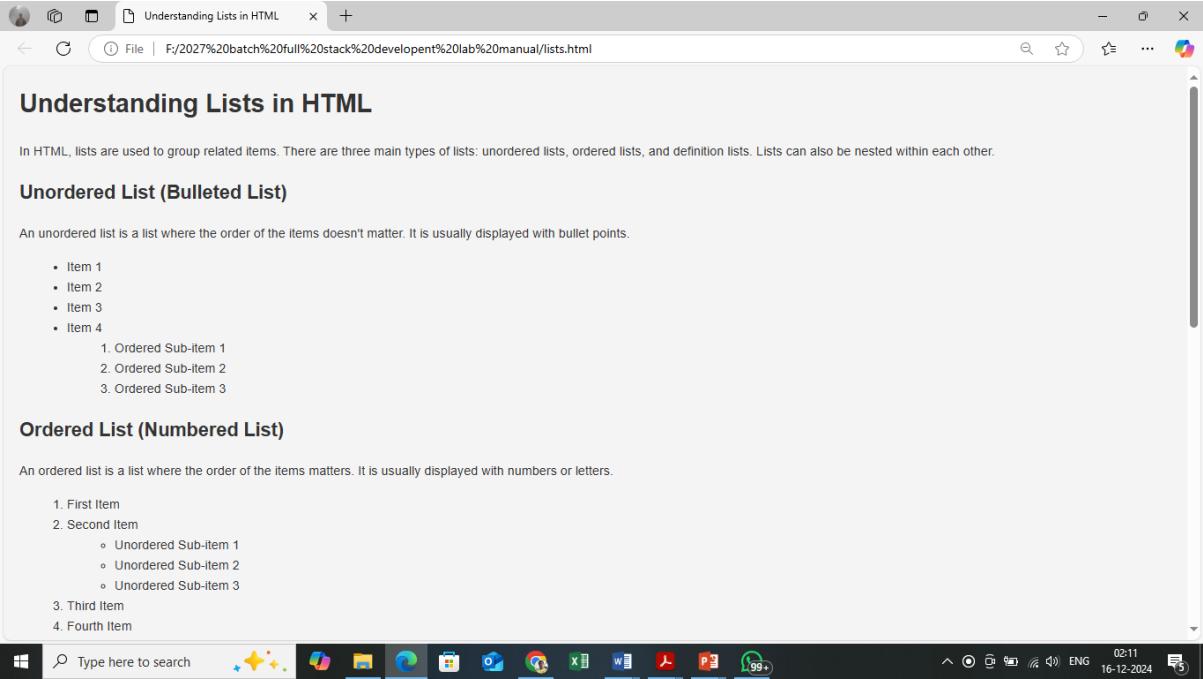 Understanding Lists in HTML
File
F:/2027%20batch%20full%20stack%20developent%20lab%20manual/lists.html
Understanding Lists in HTML
In HTML, lists are used to group related items. There are three main types of lists: unordered lists, ordered lists, and definition lists. Lists can also be nested within each other.
Unordered List (Bulleted List)
An unordered list is a list where the order of the items doesn't matter. It is usually displayed with bullet points.
• Item 1
• Item 2
• Item 3
• Item 4
1. Ordered Sub-item 1
2. Ordered Sub-item 2
3. Ordered Sub-item 3
Ordered List (Numbered List)
An ordered list is a list where the order of the items matters. It is usually displayed with numbers or letters.
1. First Item
2. Second Item
◦ Unordered Sub-item 1
◦ Unordered Sub-item 2
◦ Unordered Sub-item 3
3. Third Item
4. Fourth Item
Type here to search
99+
ENG
02:11
16-12-2024
5